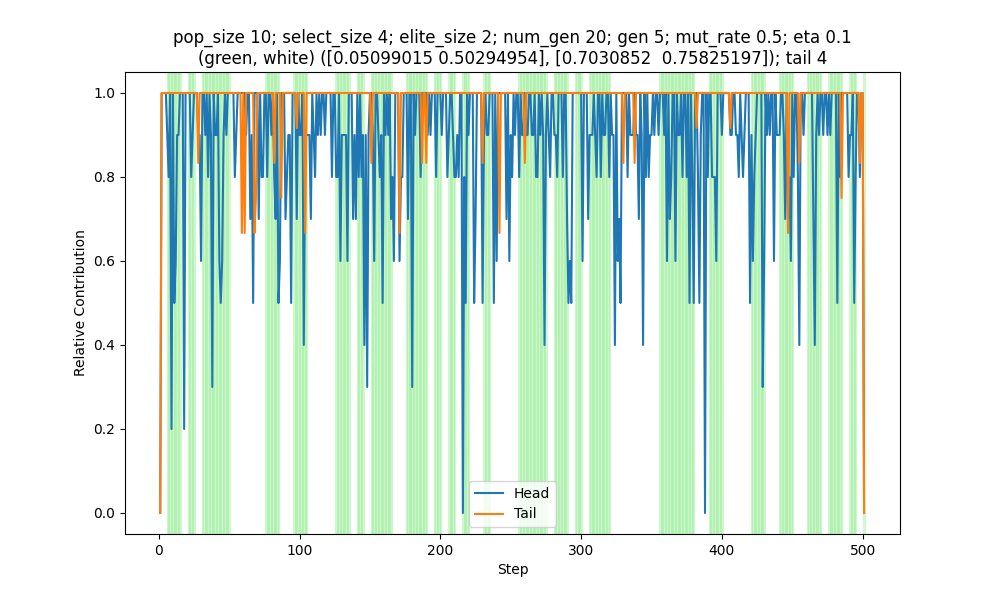 pop_size 10; select_size 4; elite_size 2; num_gen 20; gen 5; mut_rate 0.5; eta 0.1
(green, white) ([0.05099015 0.50294954], [0.7030852  0.75825197]); tail 4
Relative Contribution
1.0
0.8
0.6
0.4
0.2
0.0
Head
Tail
0
100
200
300
400
500
Step